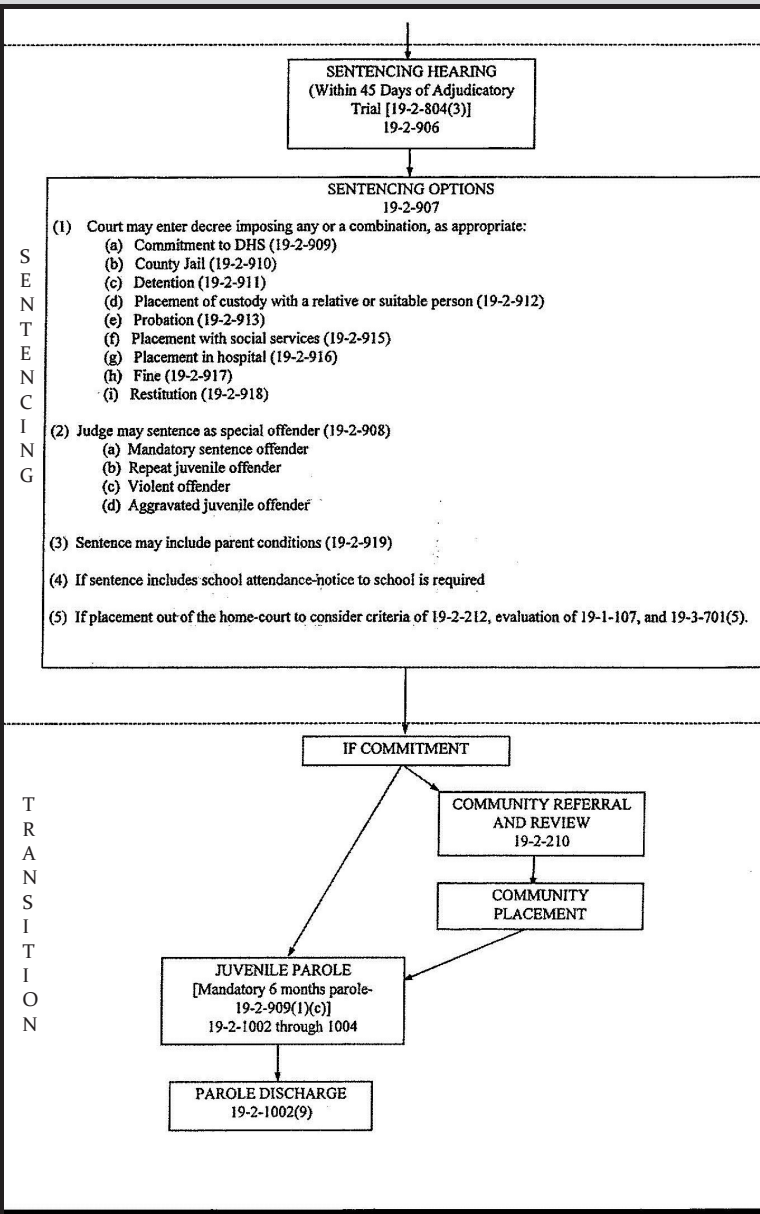 SENTENCING HEARING
(Within 45 Days of Adjudicatory
Trial [19-2-804(3)]
19-2-906
SENTENCING
SENTENCING OPTIONS
19-2-907
(1) Court may enter decree imposing any or a combination, as appropriate:
(a) Commitment to DHS (19-2-909)
(b) County Jail (19-2-910)
(c) Detention (19-2-911)
(d) Placement of custody with a relative or suitable person (19-2-912)
(e) Probation (19-2-913)
(f) Placement with social services (19-2-915)
(g) Placement in hospital (19-2-916)
(h) Fine (19-2-917)
(i) Restitution (19-2-918)
(2) Judge may sentence as special offender (19-2-908)
(a) Mandatory sentence offender
(b) Repeat juvenile offender
(c) Violent offender
(d) Aggravated juvenile offender
(3) Sentence may include parent conditions (19-2-919)
(4) If sentence includes school attendance-notice to school is required
(5) If placement out of the home-court to consider criteria of 19-2-212, evaluation of 19-1-107, and 19-3-701(5).
TRANSITION
IF COMMITMENT
COMMUNITY REFERRAL
AND REVIEW
19-2-210
COMMUNITY
PLACEMENT
JUVENILE PAROLE
[Mandatory 6 months parole-
19-2-909(1)(c)]
19-2-1002 through 1004
PAROLE DISCHARGE
19-2-1002(9)